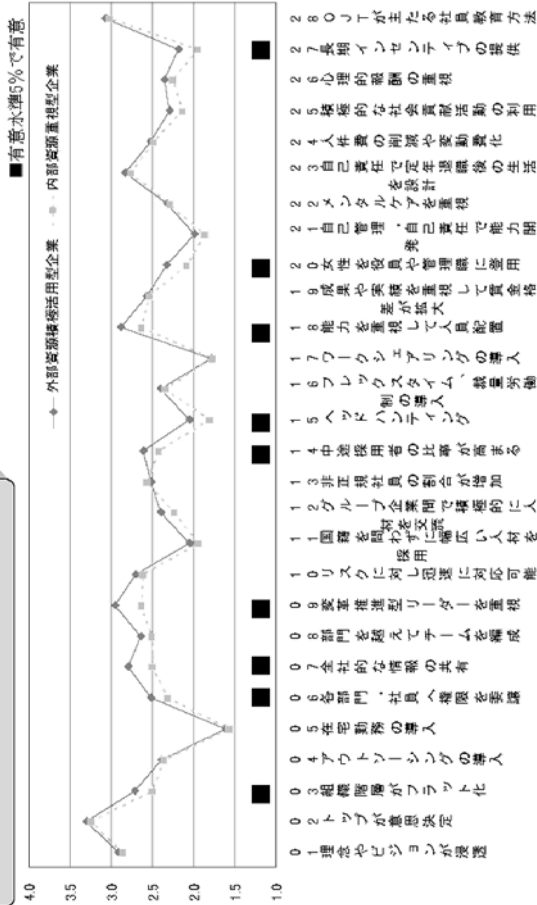 ■有意水準5%で有意
外部資源積極活用型企業
内部資源重視型企業
4.0
3.5
3.0
2.5
2.0
1.5
1.0
01理念やビジョンが浸透
02トップが意思決定
03組織階層がフラット化
04アウトソーシングの導入
05在宅勤務の導入
06各部門・社員へ権限を委譲
07全社的な情報の共有
08部門を越えてチームを編成
09変革推進型リーダーを重視
10リスクに対し迅速に対応可能
11国籍を問わずに幅広い人材を
採用
12グループ企業間で積極的に人
材を交流
13非正規社員の割合が増加
14中途採用者の比率が高まる
15ヘッドハンティング
16フレックスタイム、裁量労働
制の導入
17ワークシェアリングの導入
18能力を重視して人員配置
19成果や実績を重視して賃金格
差が拡大
20女性を役員や管理職に登用
21自己管理・自己責任で能力開
発
22メンタルケアを重視
23自己責任で定年退職後の生活
を設計
24人件費の削減や変動費化
25積極的な社会貢献活動の利用
26心理的報酬の重視
27長期インセンティブの提供
28OJTが主たる社員教育方法